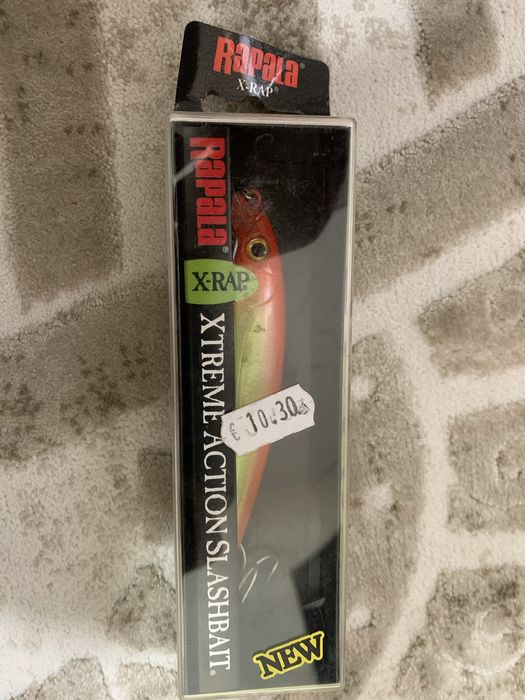 RAPALA®
X-RAP®
RAPALA®
X-RAP
XTREME ACTION SLASHBAIT®
€ 10.30
NEW